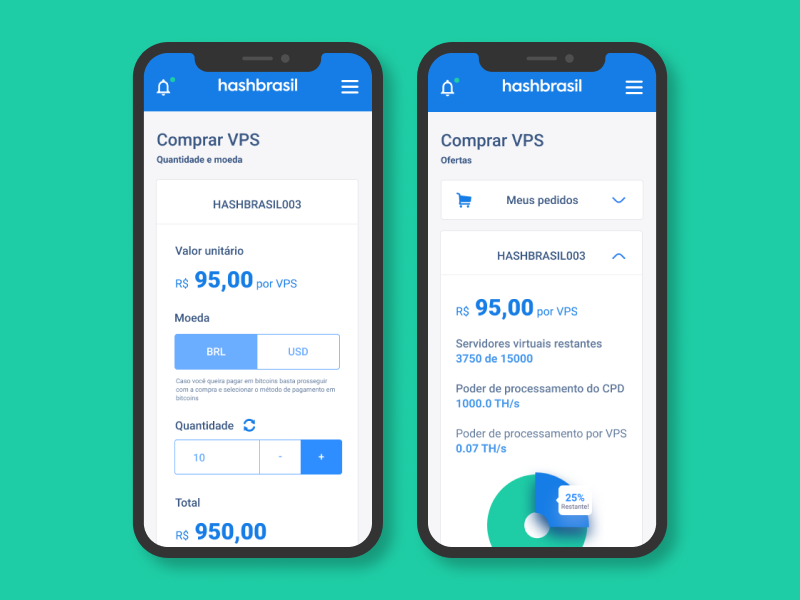 hashbrasil
Comprar VPS
Quantidade e moeda
HASHBRASIL003
Valor unitário
R$ 95,00 por VPS
Moeda
BRL USD
Caso você queira pagar em bitcoins basta prosseguir
com a compra e selecionar o método de pagamento em
bitcoins
Quantidade
10 - +
Total
R$ 950,00
hashbrasil
Comprar VPS
Ofertas
Meus pedidos
HASHBRASIL003
R$ 95,00 por VPS
Servidores virtuais restantes
3750 de 15000
Poder de processamento do CPD
1000.0 TH/s
Poder de processamento por VPS
0.07 TH/s
25%
Restante!